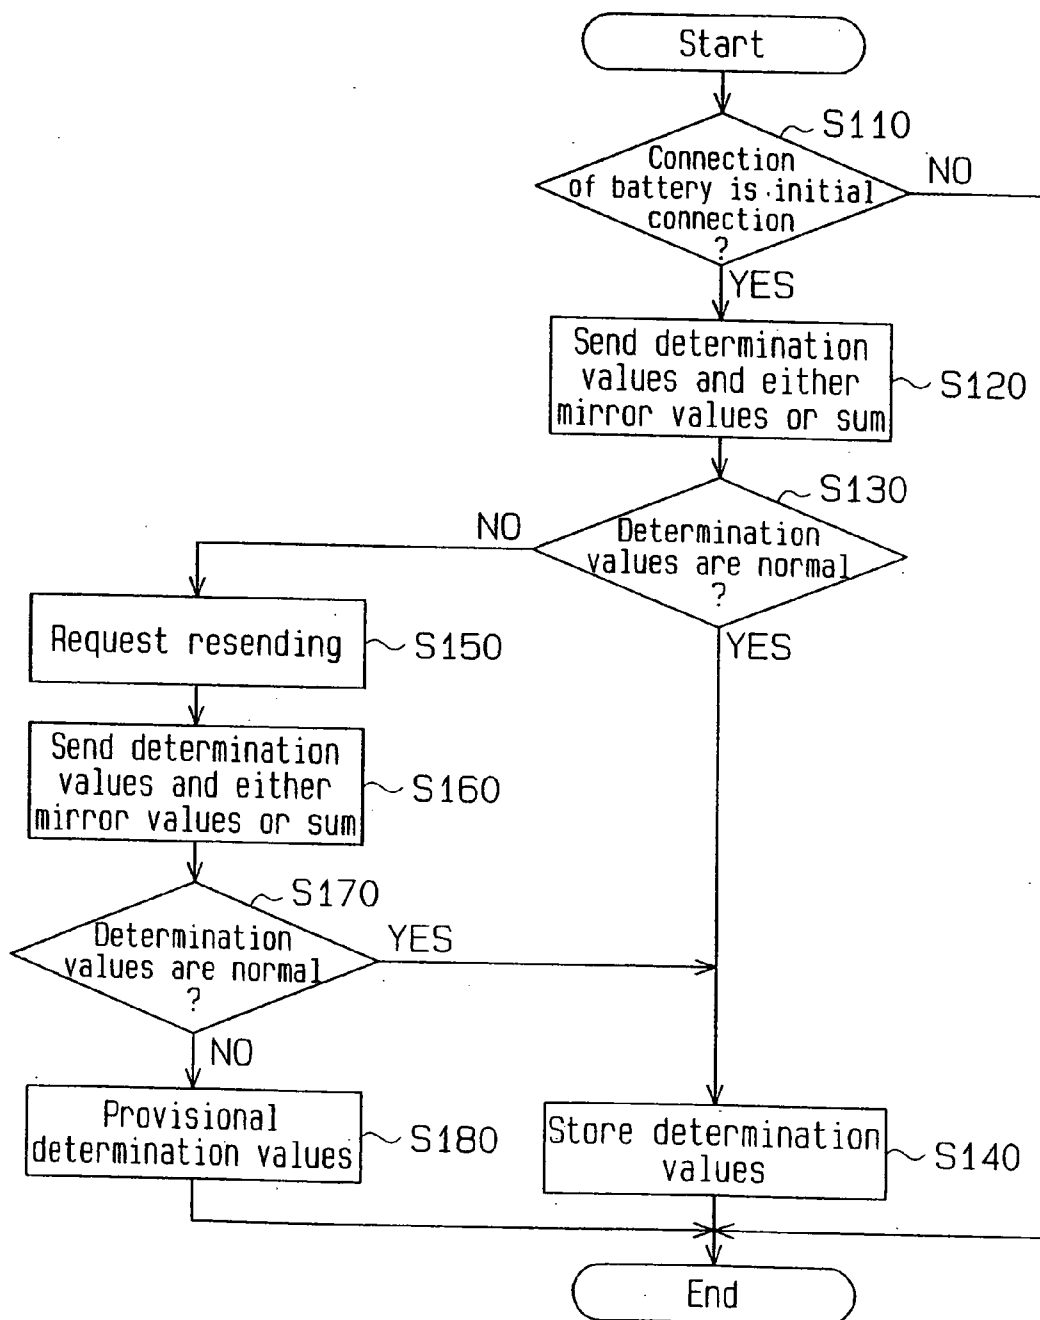 Start
S110
Connection
of battery is initial
connection
?
NO
YES
Send determination
values and either
mirror values or sum
S120
S130
Determination
values are normal
?
NO
YES
Request resending
S150
Send determination
values and either
mirror values or sum
S160
S170
Determination
values are normal
?
YES
NO
Provisional
determination values
S180
Store determination
values
S140
End